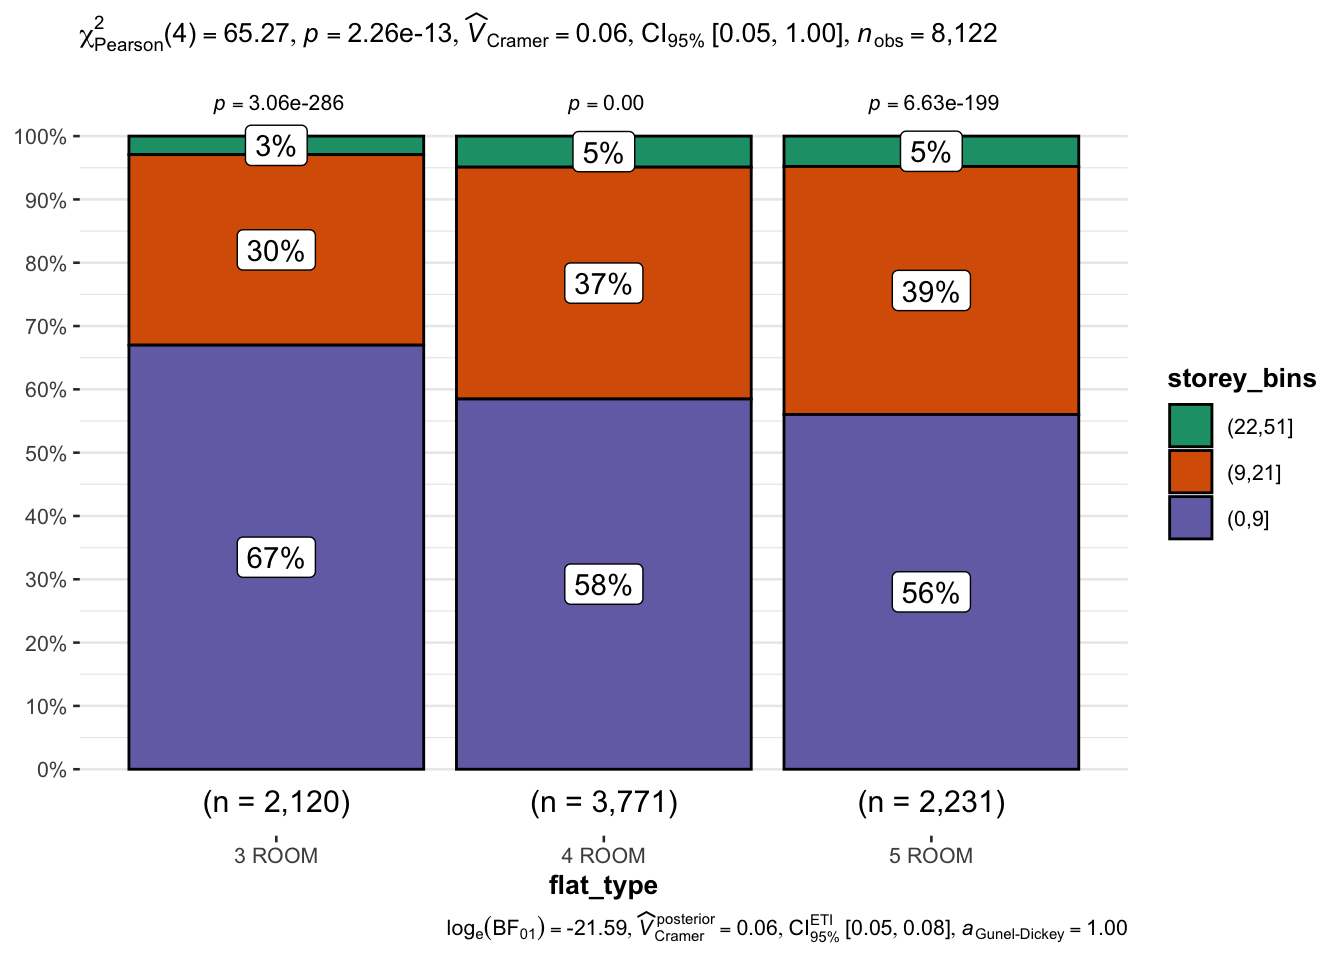 χ²Pearson(4) = 65.27, p = 2.26e-13, V̂Cramer = 0.06, CI95% [0.05, 1.00], nobs = 8,122
p = 3.06e-286 p = 0.00 p = 6.63e-199
100%
90%
80%
70%
60%
50%
40%
30%
20%
10%
0%
3% 5% 5%
30% 37% 39%
67% 58% 56%
(n = 2,120) (n = 3,771) (n = 2,231)
3 ROOM 4 ROOM 5 ROOM
flat_type
storey_bins
(22,51]
(9,21]
(0,9]
loge(BF01) = -21.59, V̂posteriorCramer = 0.06, CIETI95% [0.05, 0.08], aGunel-Dickey = 1.00